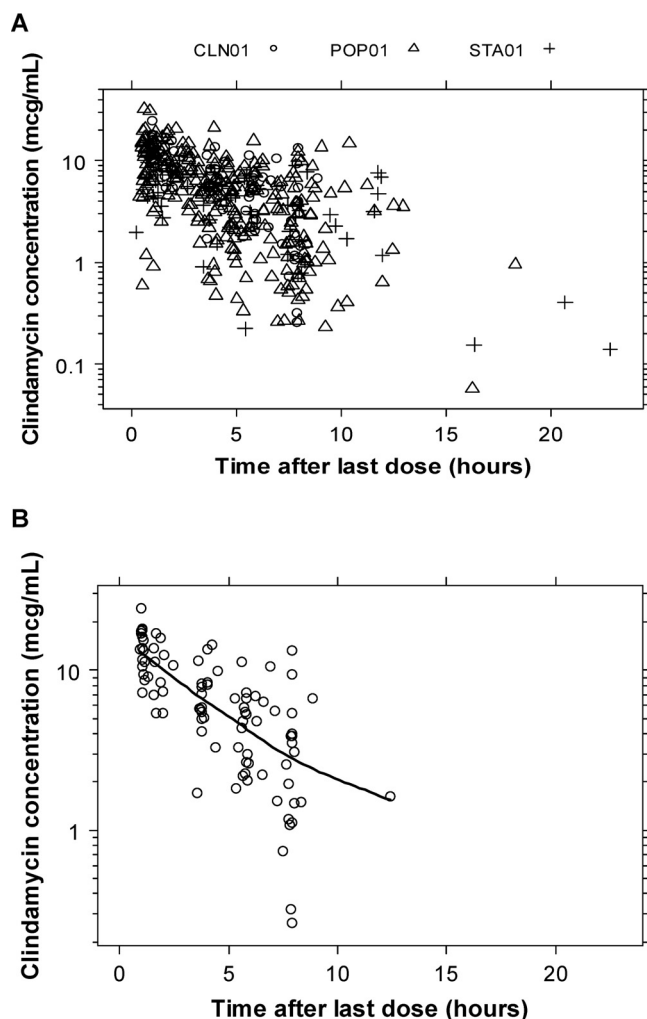 A
CLN01 POP01 STA01
Clindamycin concentration (mcg/mL)
10
1
0.1
0 5 10 15 20
Time after last dose (hours)
B
Clindamycin concentration (mcg/mL)
10
1
0 5 10 15 20
Time after last dose (hours)